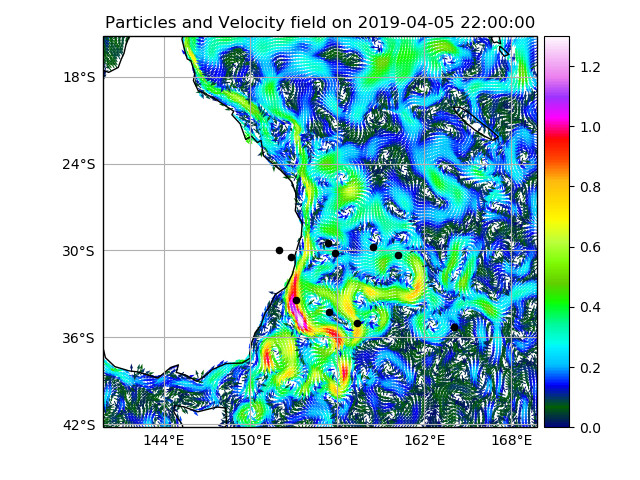 Particles and Velocity field on 2019-04-05 22:00:00
18°S
24°S
30°S
36°S
42°S
144°E 150°E 156°E 162°E 168°E
1.2
1.0
0.8
0.6
0.4
0.2
0.0